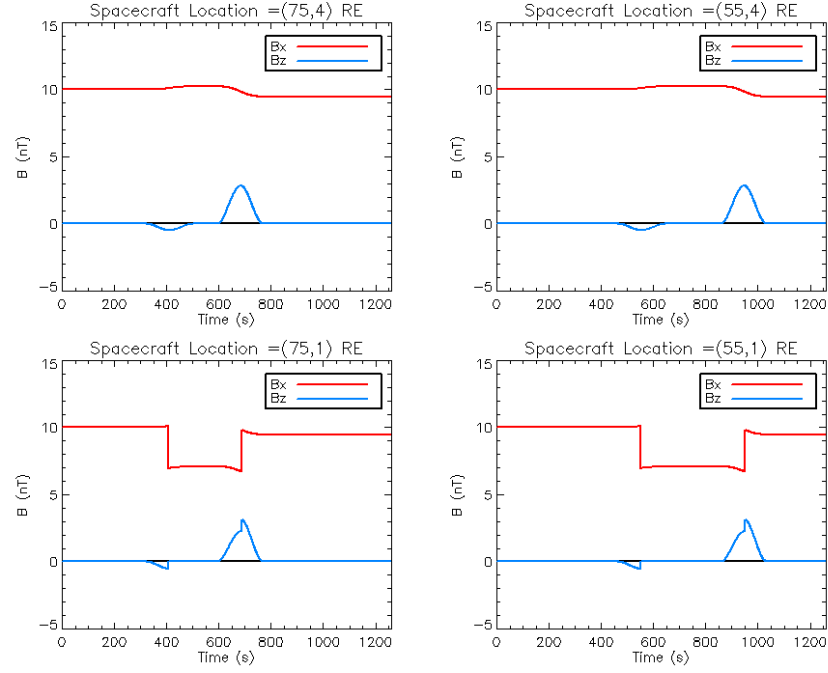 Spacecraft Location =(75,4) RE
Bx
Bz
15
10
5
0
-5
B (nT)
0 200 400 600 800 1000 1200
Time (s)
Spacecraft Location =(55,4) RE
Bx
Bz
15
10
5
0
-5
B (nT)
0 200 400 600 800 1000 1200
Time (s)
Spacecraft Location =(75,1) RE
Bx
Bz
15
10
5
0
-5
B (nT)
0 200 400 600 800 1000 1200
Time (s)
Spacecraft Location =(55,1) RE
Bx
Bz
15
10
5
0
-5
B (nT)
0 200 400 600 800 1000 1200
Time (s)